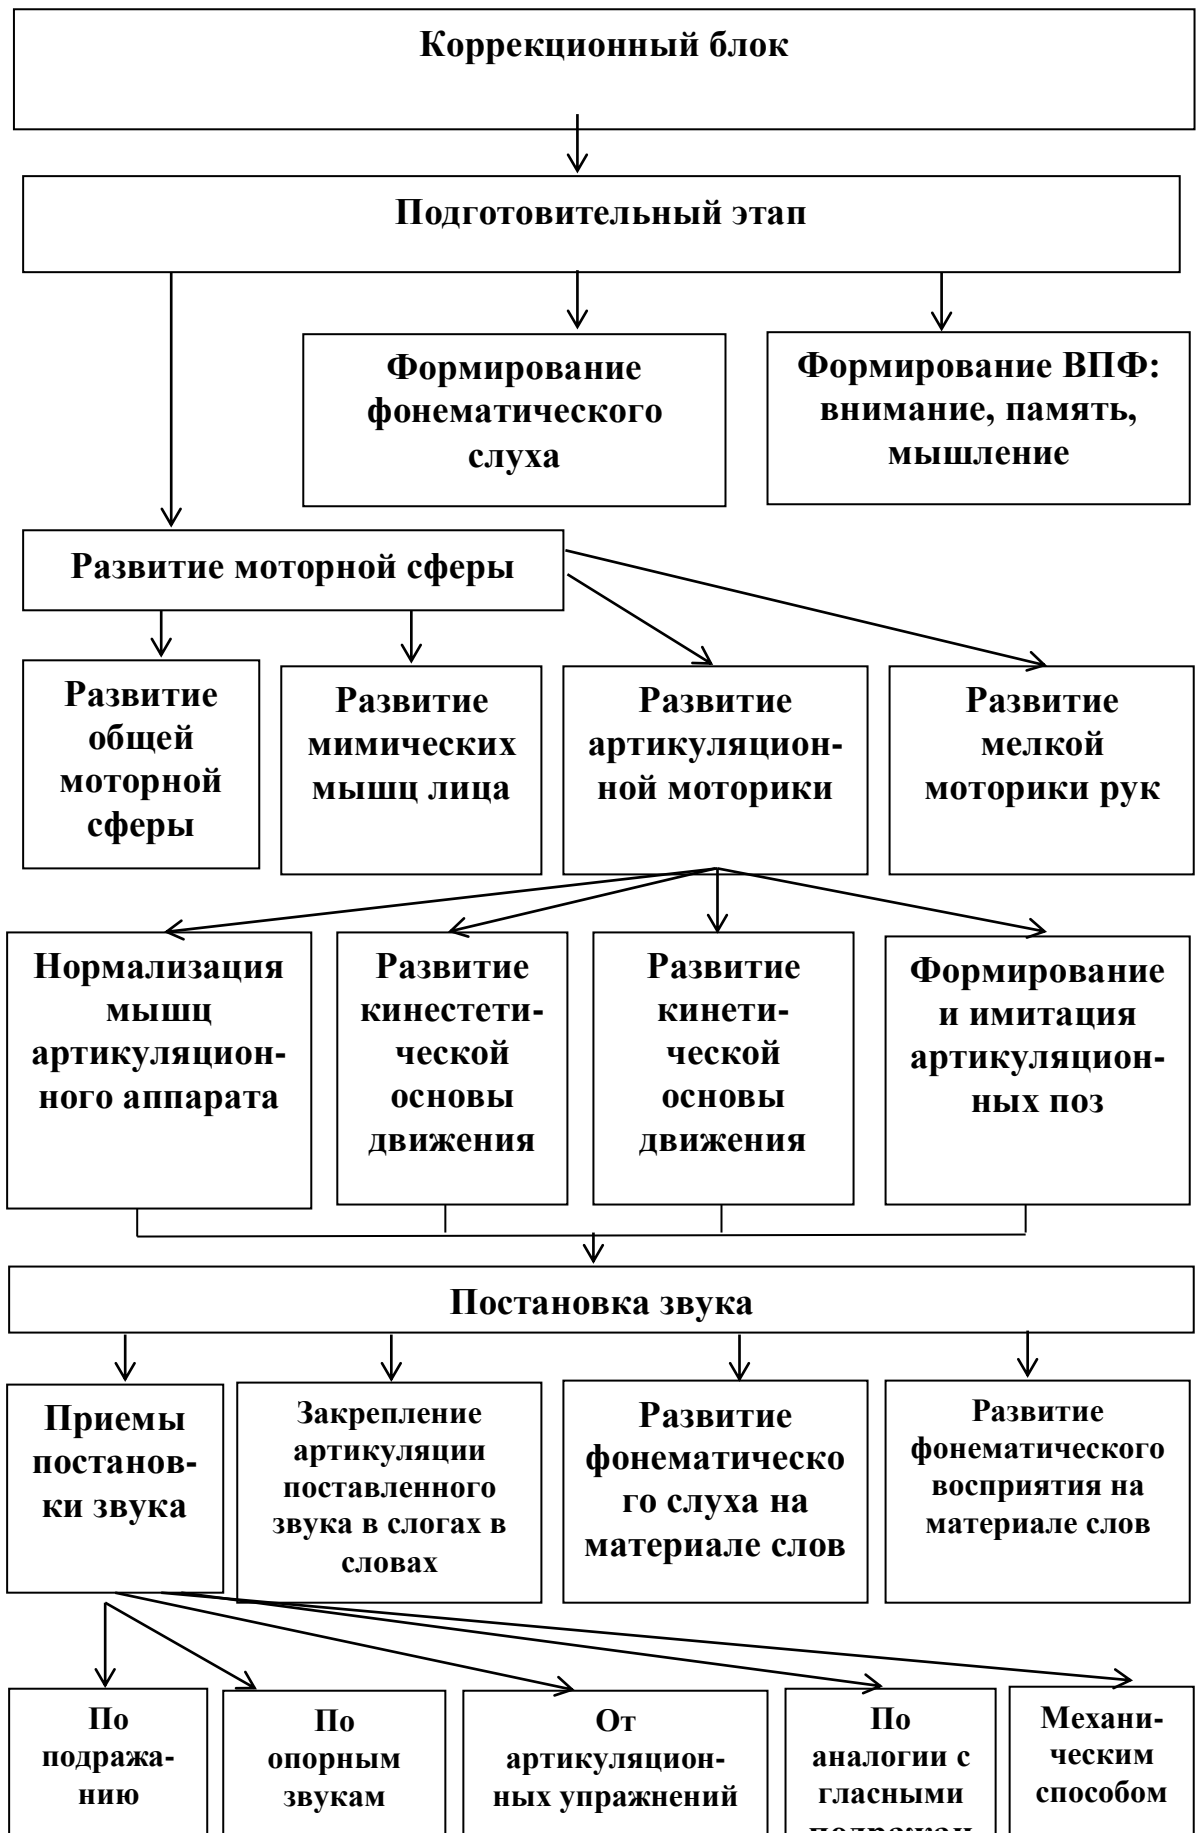 Коррекционный блок
Подготовительный этап
Формирование
фонематического
слуха
Формирование ВПФ:
внимание, память,
мышление
Развитие моторной сферы
Развитие
общей
моторной
сферы
Развитие
мимических
мышц лица
Развитие
артикуляцион-
ной моторики
Развитие
мелкой
моторики рук
Нормализация
мышц
артикуляцион-
ного аппарата
Развитие
кинестети-
ческой
основы
движения
Развитие
кинети-
ческой
основы
движения
Формирование
и имитация
артикуляцион-
ных поз
Постановка звука
Приемы
постанов-
ки звука
Закрепление
артикуляции
поставленного
звука в слогах в
словах
Развитие
фонематическо
го слуха на
материале слов
Развитие
фонематического
восприятия на
материале слов
По
подража-
нию
По
опорным
звукам
От
артикуляцион-
ных упражнений
По
аналогии с
гласными
Механи-
ческим
способом